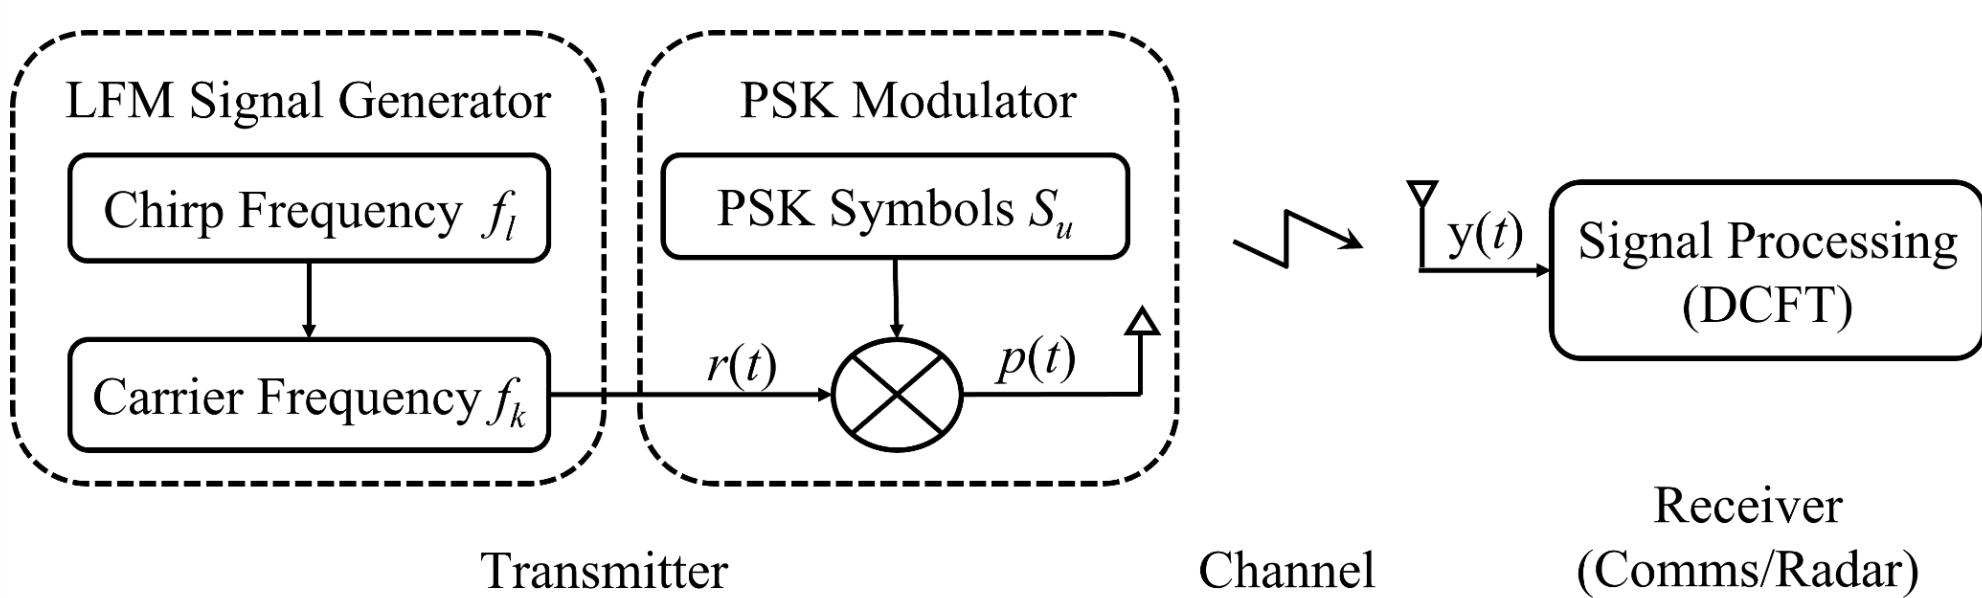 LFM Signal Generator
Chirp Frequency f_l
Carrier Frequency f_k
r(t)
PSK Modulator
PSK Symbols S_u
p(t)
Transmitter
Channel
y(t)
Signal Processing
(DCFT)
Receiver
(Comms/Radar)